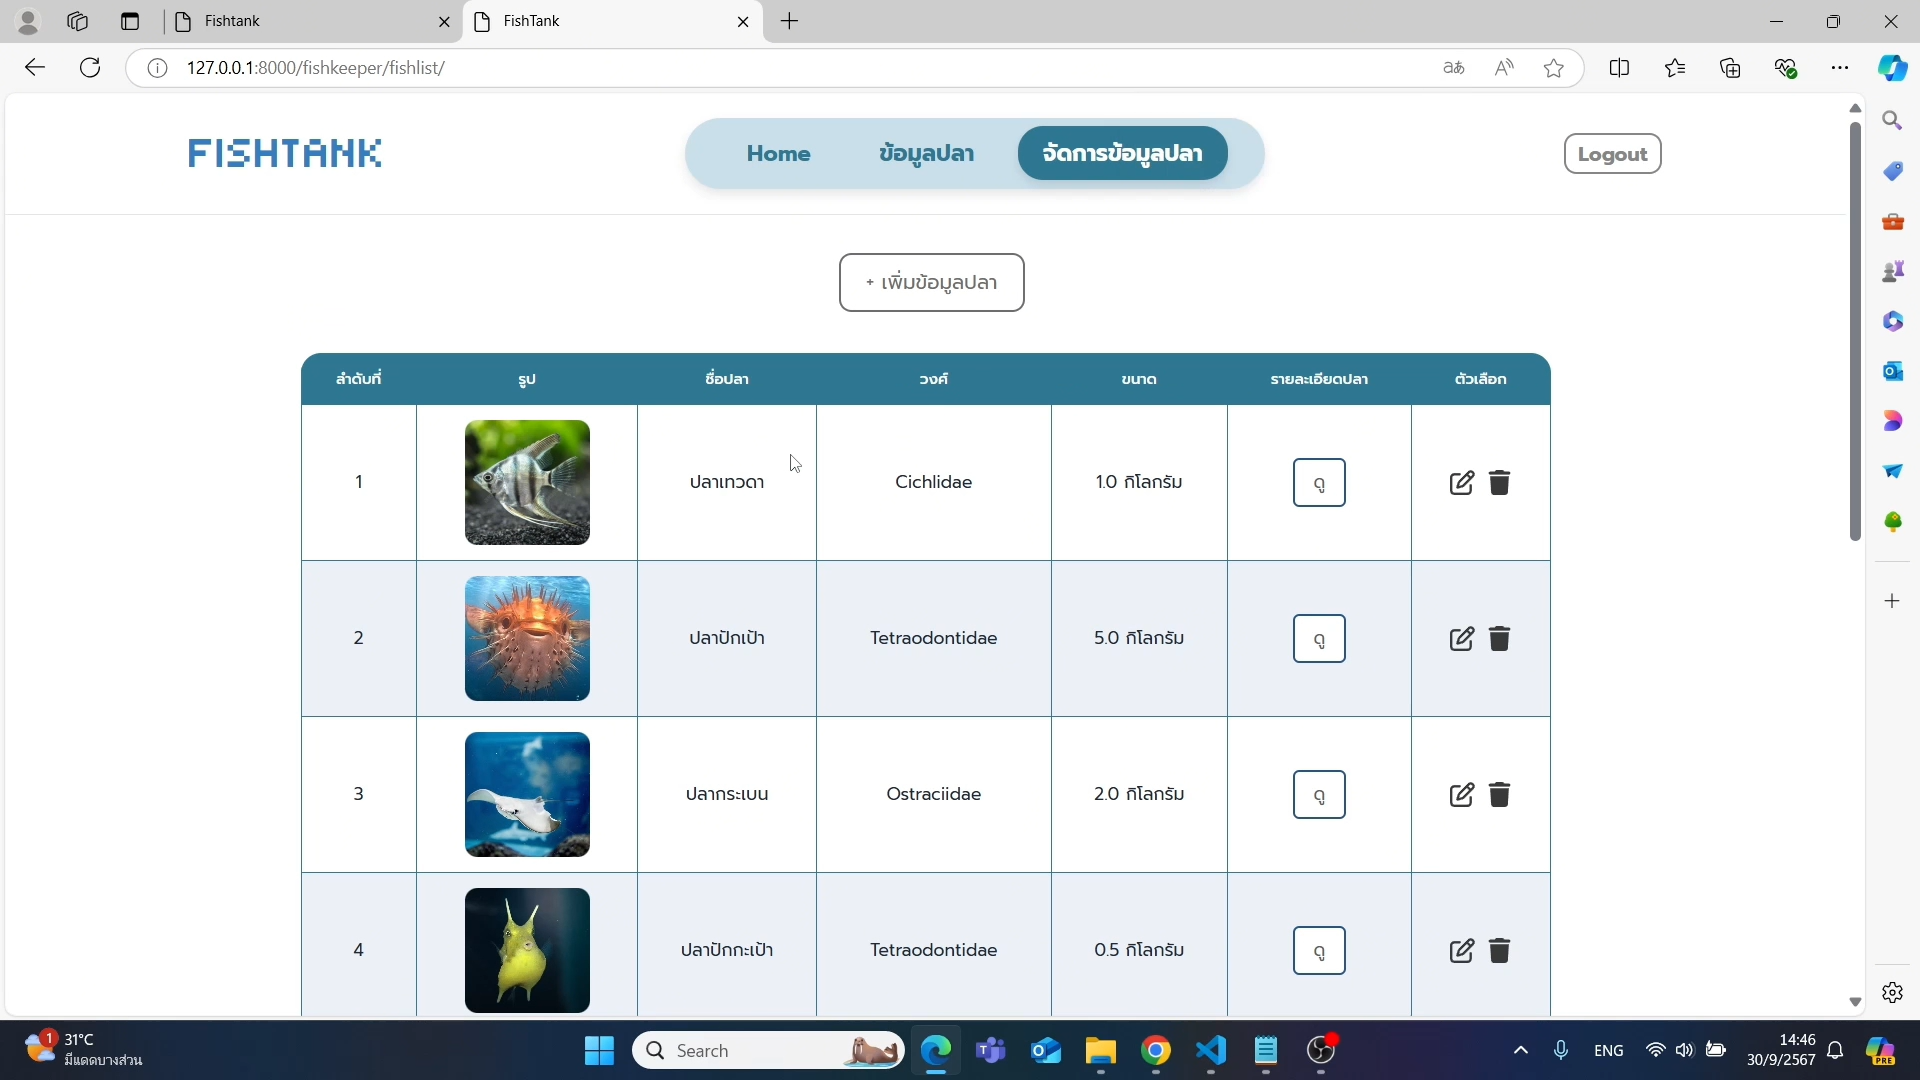 Fishtank
FishTank
127.0.0.1:8000/fishkeeper/fishlist/
FISHTANK
Home
ข้อมูลปลา
จัดการข้อมูลปลา
Logout
+ เพิ่มข้อมูลปลา
ลำดับที่ รูป ชื่อปลา วงศ์ ขนาด รายละเอียดปลา ตัวเลือก
1 ปลาเทวดา Cichlidae 1.0 กิโลกรัม ดู
2 ปลาปักเป้า Tetraodontidae 5.0 กิโลกรัม ดู
3 ปลากระเบน Ostraciidae 2.0 กิโลกรัม ดู
4 ปลาปักกะเป้า Tetraodontidae 0.5 กิโลกรัม ดู
1
31°C
มีแดดบางส่วน
Search
ENG
14:46
30/9/2567
PRE